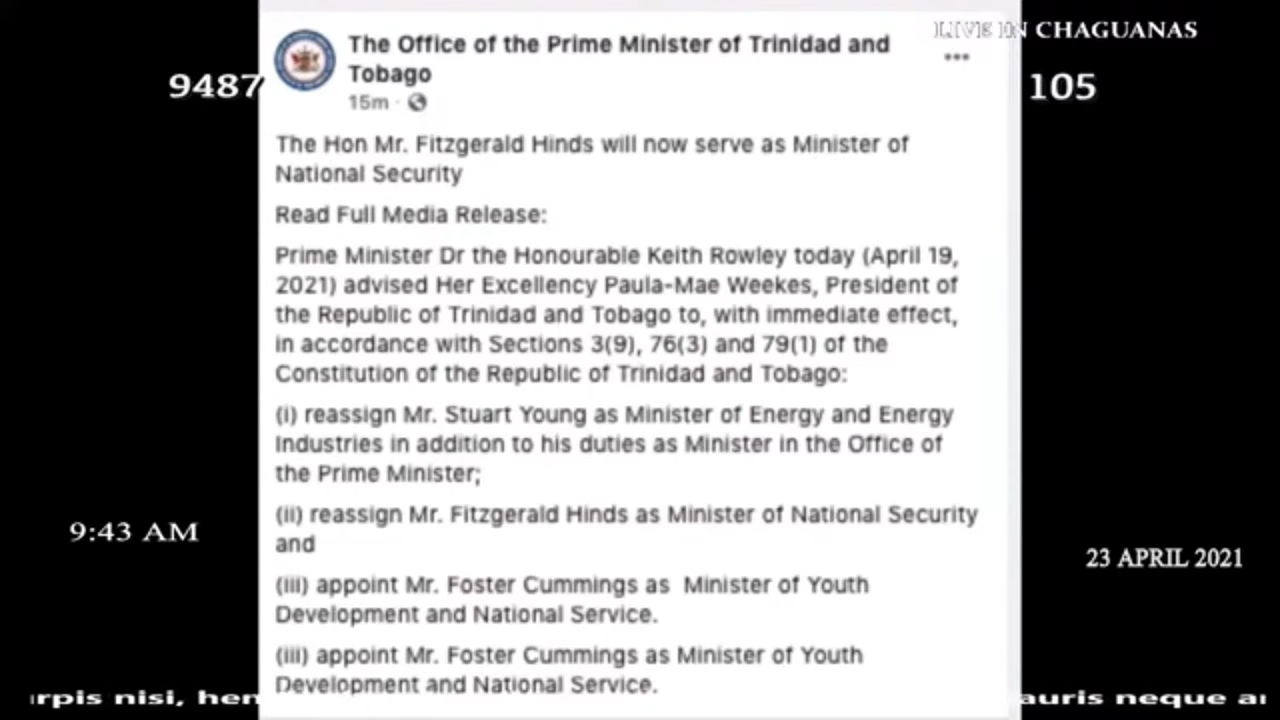 LIVE IN CHAGUANAS
The Office of the Prime Minister of Trinidad and
Tobago
15m
9487
105
The Hon Mr. Fitzgerald Hinds will now serve as Minister of
National Security
Read Full Media Release:
Prime Minister Dr the Honourable Keith Rowley today (April 19,
2021) advised Her Excellency Paula-Mae Weekes, President of
the Republic of Trinidad and Tobago to, with immediate effect,
in accordance with Sections 3(9), 76(3) and 79(1) of the
Constitution of the Republic of Trinidad and Tobago:
(i) reassign Mr. Stuart Young as Minister of Energy and Energy
Industries in addition to his duties as Minister in the Office of
the Prime Minister;
(ii) reassign Mr. Fitzgerald Hinds as Minister of National Security
and
9:43 AM
23 APRIL 2021
(iii) appoint Mr. Foster Cummings as Minister of Youth
Development and National Service.
(iii) appoint Mr. Foster Cummings as Minister of Youth
Development and National Service.
rpis nisi, hen
auris neque